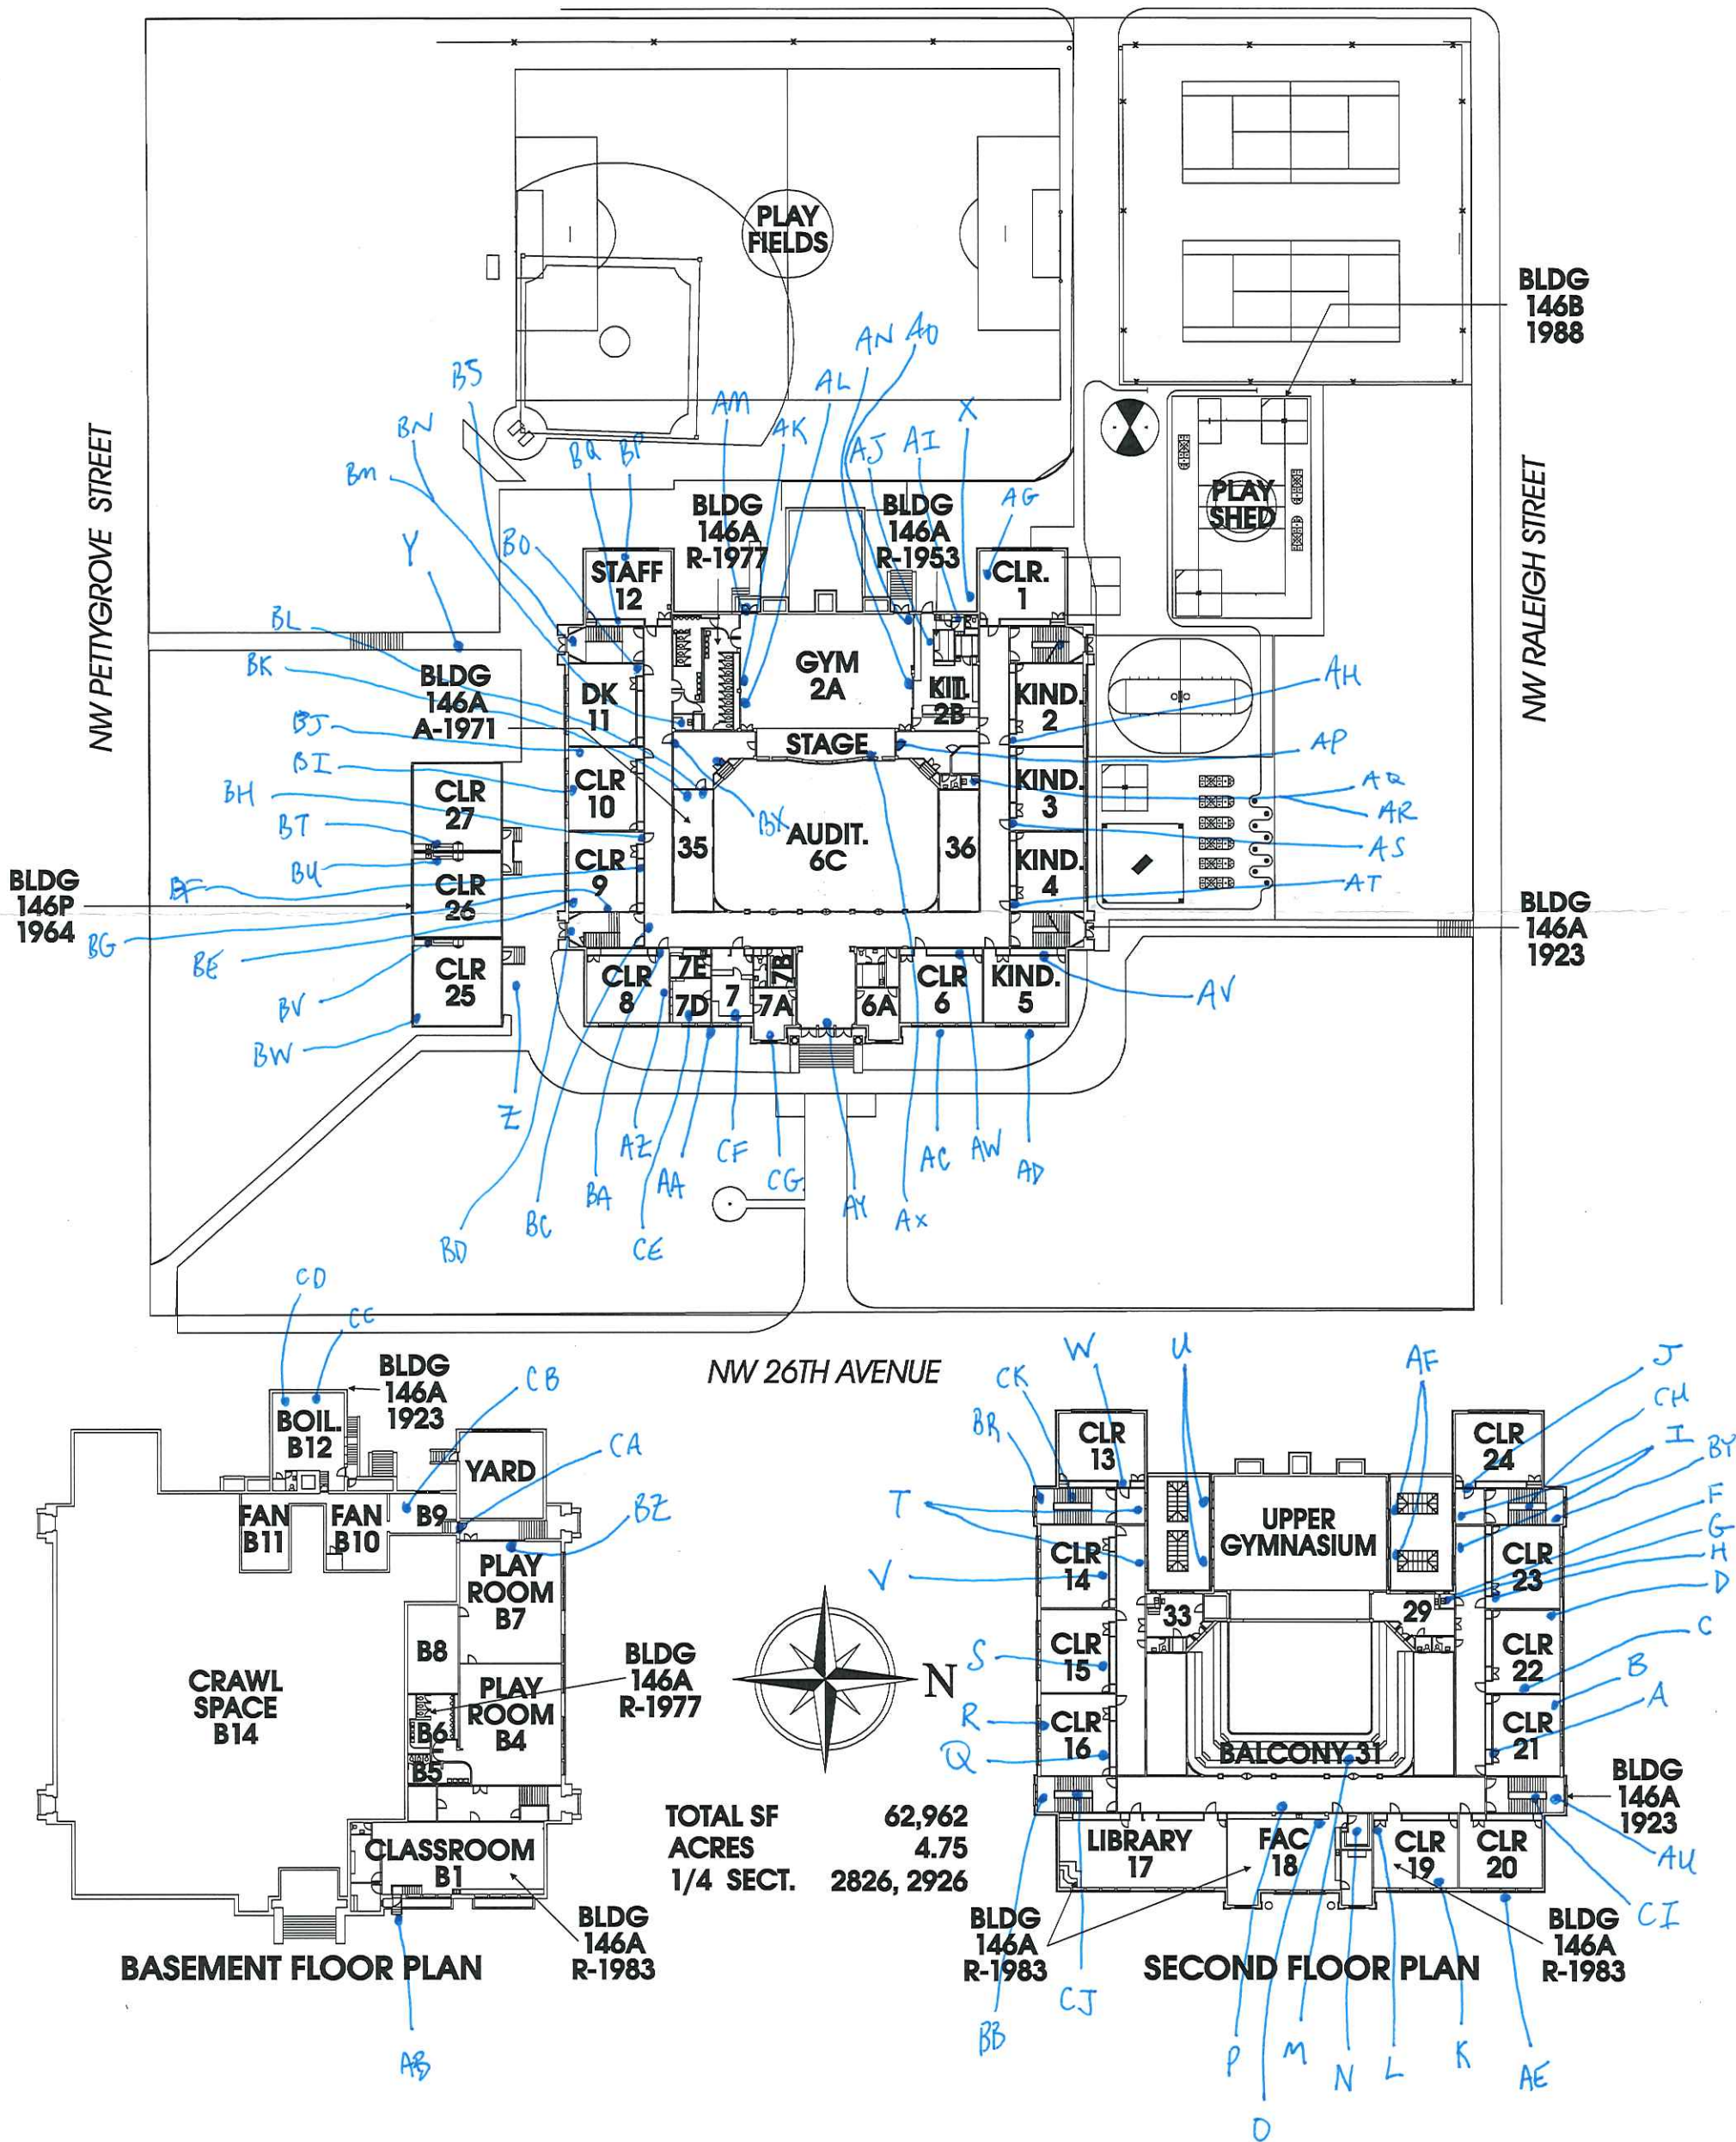 PLAY
FIELDS
BLDG
146B
1988
NW PETTYGROVE STREET
NW RALEIGH STREET
PLAY
SHED
AN AO
BS
AL
AM
AK
X
BN
BQ BP
AJ AI
Bm
AG
BLDG
146A
R-1977
BLDG
146A
R-1953
Y
BO
STAFF
12
CLR.
1
BL
BK
BLDG
146A
A-1971
DK
11
GYM
2A
KIT.
2B
KIND.
2
AH
BJ
STAGE
AP
BI
CLR
10
KIND.
3
AQ
BH
CLR
27
AR
BT
35
BX
AUDIT.
6C
36
AS
BU
CLR
9
KIND.
4
AT
BLDG
146P
1964
BF
CLR
26
BLDG
146A
1923
BG
BE
CLR
25
CLR
8
7E
7D
7
7B
7A
6A
CLR
6
KIND.
5
AV
BV
BW
Z
AZ
AA
CF
CG
AC
AW
AD
BA
AY
AX
BC
BD
CE
CD
CC
NW 26TH AVENUE
BLDG
146A
1923
CB
BOIL.
B12
CA
YARD
FAN
B11
FAN
B10
B9
BZ
PLAY
ROOM
B7
B8
CRAWL
SPACE
B14
PLAY
ROOM
B4
BLDG
146A
R-1977
B6
B5
CLASSROOM
B1
BLDG
146A
R-1983
BASEMENT FLOOR PLAN
AB
N
TOTAL SF 62,962
ACRES 4.75
1/4 SECT. 2826, 2926
W
U
AF
J
CK
CH
BR
CLR
13
CLR
24
I
BY
T
F
UPPER
GYMNASIUM
G
CLR
14
CLR
23
H
V
D
33
29
C
CLR
15
CLR
22
S
B
R
A
CLR
16
CLR
21
Q
BALCONY 31
BLDG
146A
1923
LIBRARY
17
FAC
18
CLR
19
CLR
20
AU
CI
BLDG
146A
R-1983
BLDG
146A
R-1983
SECOND FLOOR PLAN
CJ
BB
P
M
N
L
K
AE
O